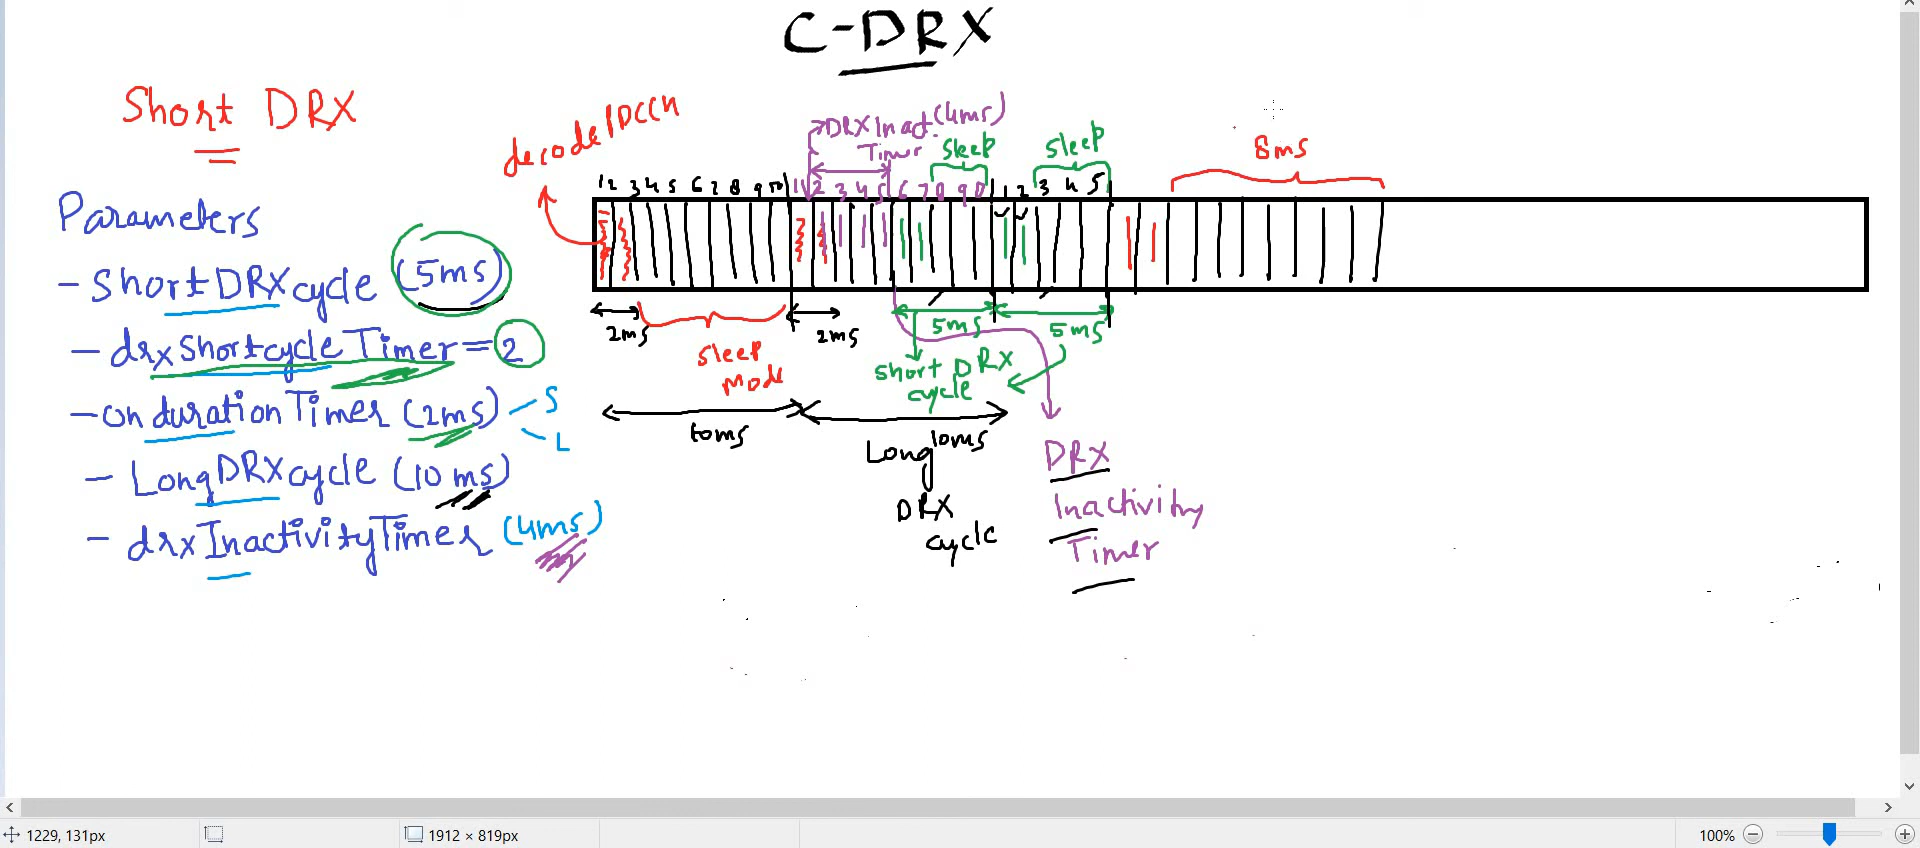 C-DRX
Short DRX
Parameters
- Short DRX cycle (5ms)
- drx shortcycle Timer = 2
- on duration Timer (2ms)
S
L
- Long DRX cycle (10 ms)
- drx Inactivity Timer (4ms)
decode PDCCH
DRX Inact. (4ms)
Timer
Sleep
Sleep
8ms
1 2 3 4 5 6 7 8 9 10 1 2 3 4 5 6 7 8 9 10 1 2 3 4 5
2ms
Sleep
mode
2ms
5ms
5ms
Short DRX
cycle
10ms
10ms
Long
DRX
cycle
DRX
Inactivity
Timer
1229, 131px
1912 × 819px
100%